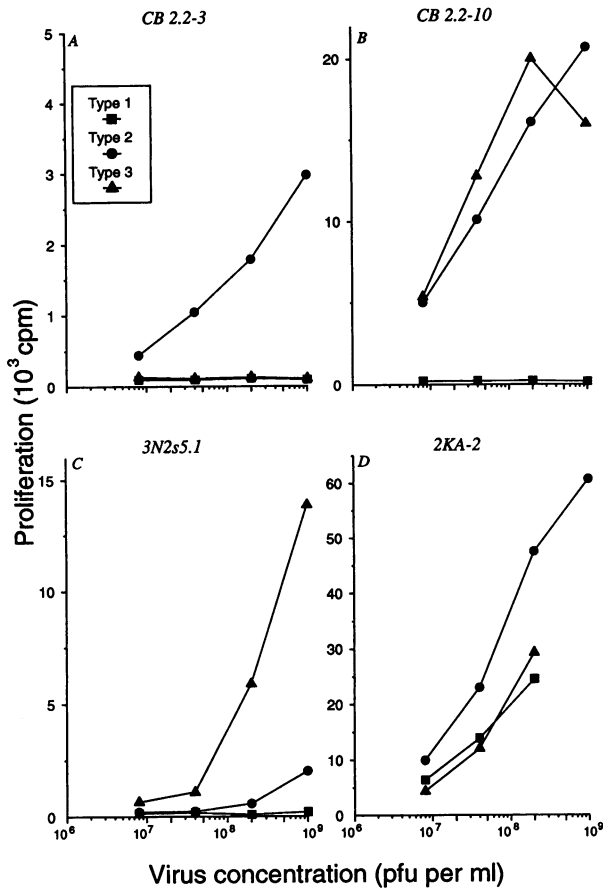 CB 2.2-3
CB 2.2-10
A
B
5
4
3
2
1
0
Type 1
Type 2
Type 3
20
10
0
Proliferation (10³ cpm)
3N2s5.1
2KA-2
C
D
15
10
5
0
60
50
40
30
20
10
0
10⁶ 10⁷ 10⁸ 10⁹
10⁶ 10⁷ 10⁸ 10⁹
Virus concentration (pfu per ml)